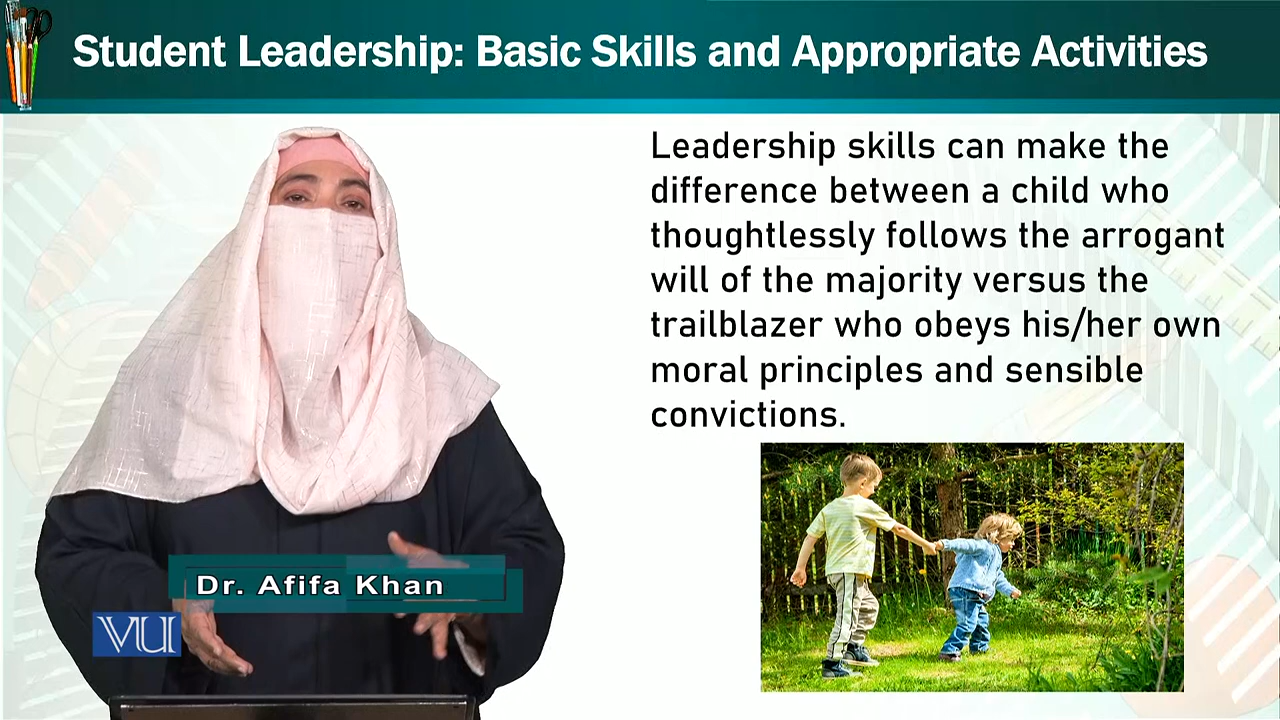 Student Leadership: Basic Skills and Appropriate Activities
Leadership skills can make the
difference between a child who
thoughtlessly follows the arrogant
will of the majority versus the
trailblazer who obeys his/her own
moral principles and sensible
convictions.
Dr. Afifa Khan
VU